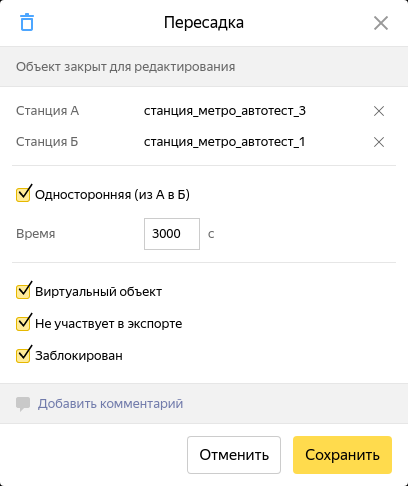 Пересадка
Объект закрыт для редактирования
Станция А станция_метро_автотест_3
Станция Б станция_метро_автотест_1
Односторонняя (из А в Б)
Время 3000 с
Виртуальный объект
Не участвует в экспорте
Заблокирован
Добавить комментарий
Отменить Сохранить